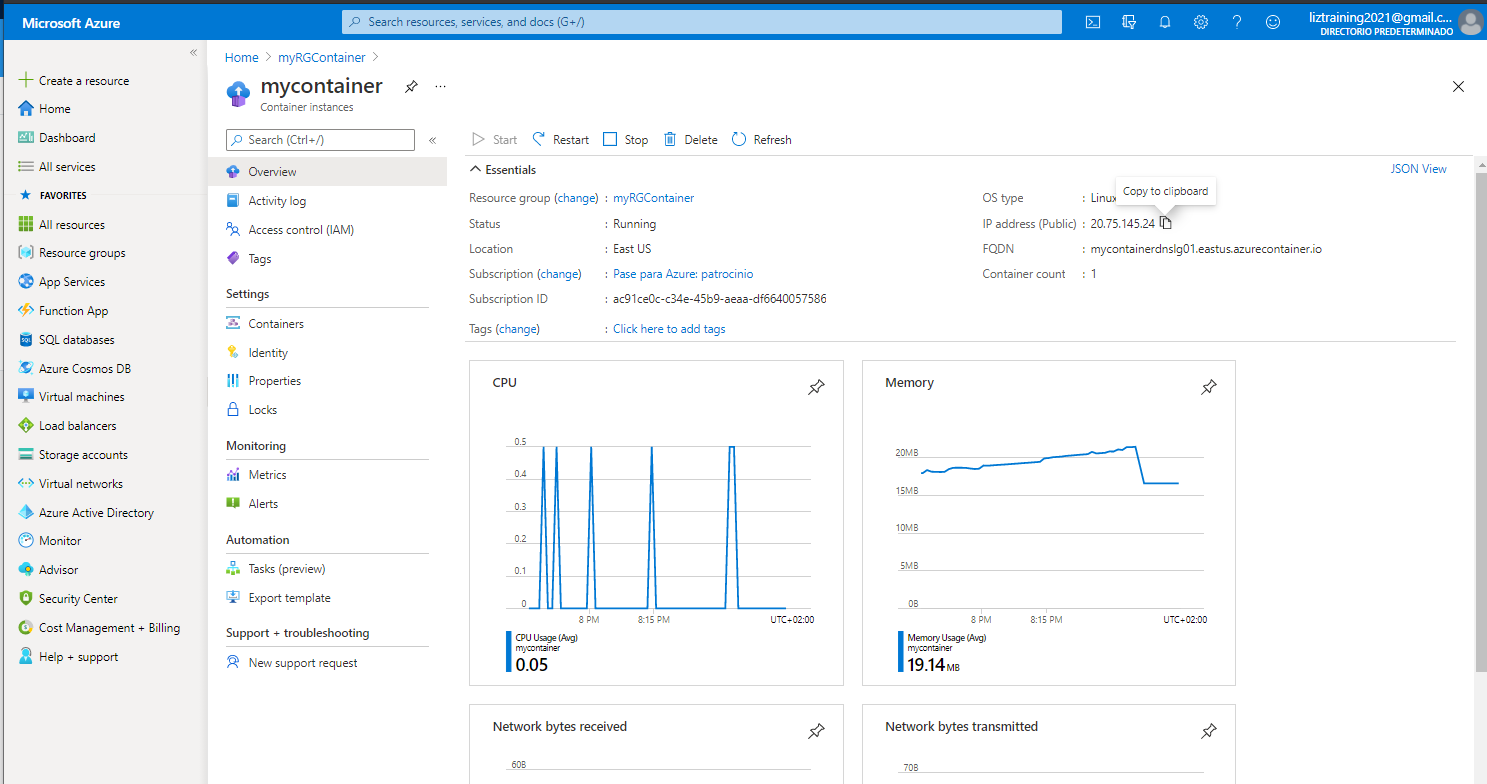 Microsoft Azure
Search resources, services, and docs (G+/)
liztraining2021@gmail.c...
DIRECTORIO PREDETERMINADO
Create a resource
Home
Dashboard
All services
FAVORITES
All resources
Resource groups
App Services
Function App
SQL databases
Azure Cosmos DB
Virtual machines
Load balancers
Storage accounts
Virtual networks
Azure Active Directory
Monitor
Advisor
Security Center
Cost Management + Billing
Help + support
Home > myRGContainer >
mycontainer
Container instances
Search (Ctrl+/)
Overview
Activity log
Access control (IAM)
Tags
Settings
Containers
Identity
Properties
Locks
Monitoring
Metrics
Alerts
Automation
Tasks (preview)
Export template
Support + troubleshooting
New support request
Start Restart Stop Delete Refresh
Essentials
JSON View
Resource group (change) : myRGContainer
Status : Running
Location : East US
Subscription (change) : Pase para Azure: patrocinio
Subscription ID : ac91ce0c-c34e-45b9-aeaa-df6640057586
Tags (change) : Click here to add tags
Copy to clipboard
OS type : Linux
IP address (Public) : 20.75.145.24
FQDN : mycontainerdnslg01.eastus.azurecontainer.io
Container count : 1
CPU
0.5
0.4
0.3
0.2
0.1
0
8 PM 8:15 PM UTC+02:00
CPU Usage (Avg)
mycontainer
0.05
Memory
20MB
15MB
10MB
5MB
0B
8 PM 8:15 PM UTC+02:00
Memory Usage (Avg)
mycontainer
19.14 MB
Network bytes received
60B
Network bytes transmitted
70B